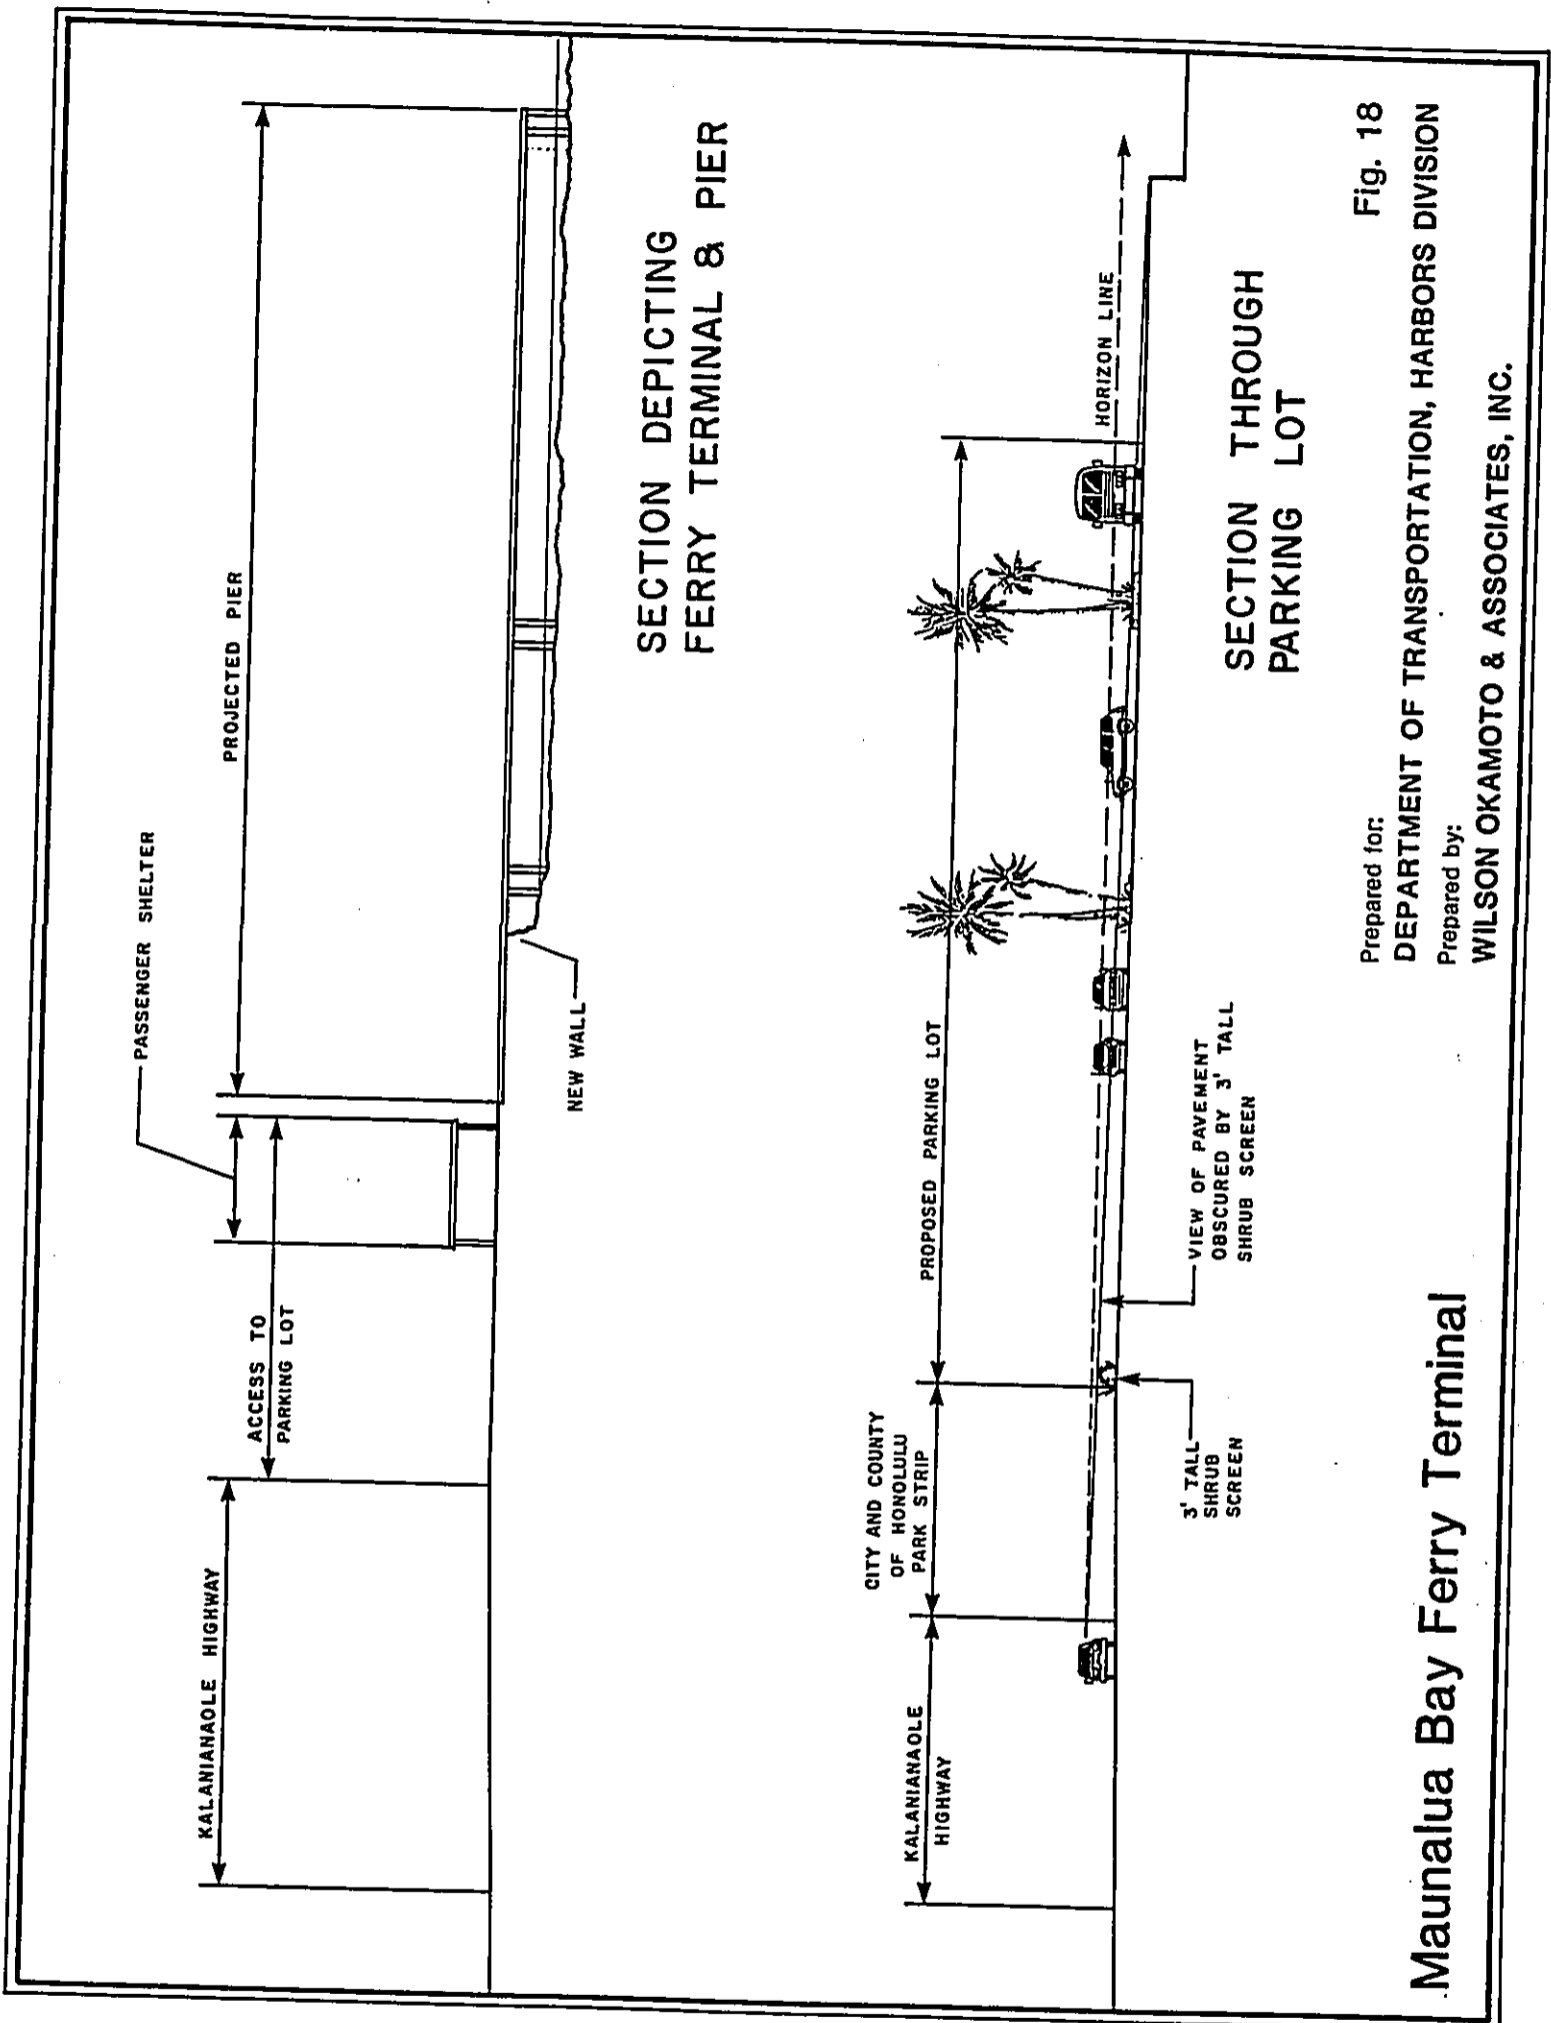 KALANIANAOLE HIGHWAY
ACCESS TO
PARKING LOT
PASSENGER SHELTER
PROJECTED PIER
NEW WALL
SECTION DEPICTING
FERRY TERMINAL & PIER
KALANIANAOLE
HIGHWAY
CITY AND COUNTY
OF HONOLULU
PARK STRIP
PROPOSED PARKING LOT
HORIZON LINE
3' TALL
SHRUB
SCREEN
VIEW OF PAVEMENT
OBSCURED BY 3' TALL
SHRUB SCREEN
SECTION THROUGH
PARKING LOT
Maunalua Bay Ferry Terminal
Fig. 18
Prepared for:
DEPARTMENT OF TRANSPORTATION, HARBORS DIVISION
Prepared by:
WILSON OKAMOTO & ASSOCIATES, INC.